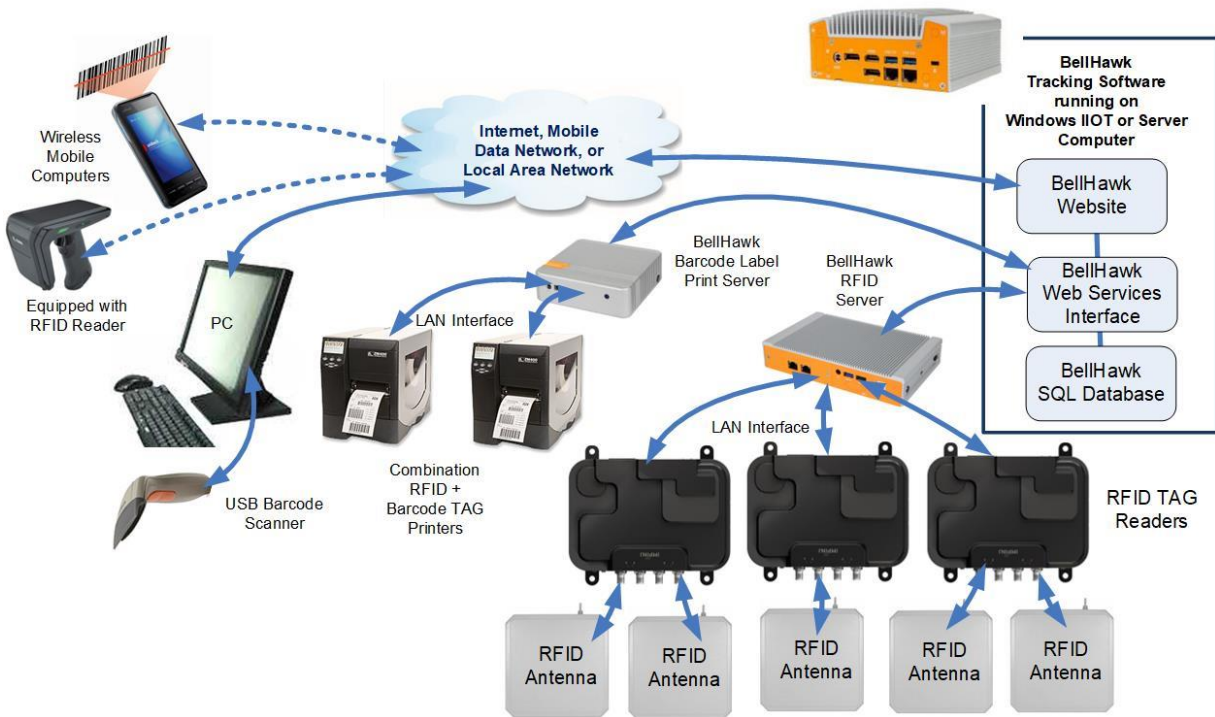 BellHawk
Tracking Software
running on
Windows IIOT or Server
Computer
Wireless
Mobile
Computers
Internet, Mobile
Data Network, or
Local Area Network
BellHawk
Website
BellHawk
Barcode Label
Print Server
BellHawk
RFID
Server
BellHawk
Web Services
Interface
Equipped with
RFID Reader
PC
LAN Interface
BellHawk
SQL Database
LAN Interface
Combination
RFID +
Barcode TAG
Printers
USB Barcode
Scanner
RFID TAG
Readers
RFID
Antenna
RFID
Antenna
RFID
Antenna
RFID
Antenna
RFID
Antenna